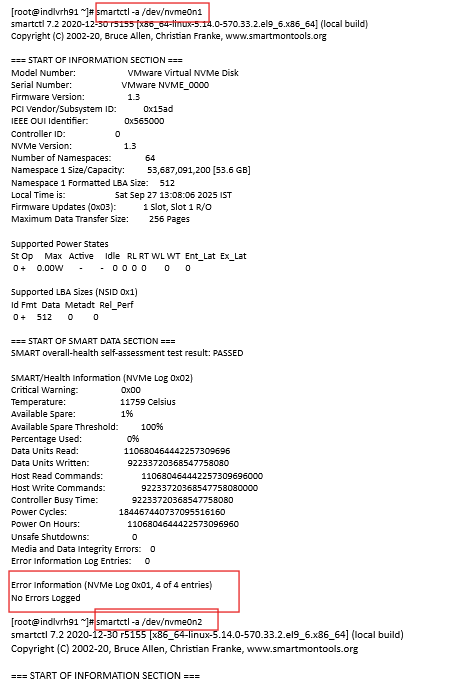 [root@indlvrh91 ~]# smartctl -a /dev/nvme0n1
smartctl 7.2 2020-12-30 r5155 [x86_64-linux-5.14.0-570.33.2.el9_6.x86_64] (local build)
Copyright (C) 2002-20, Bruce Allen, Christian Franke, www.smartmontools.org
=== START OF INFORMATION SECTION ===
Model Number: VMware Virtual NVMe Disk
Serial Number: VMware NVME_0000
Firmware Version: 1.3
PCI Vendor/Subsystem ID: 0x15ad
IEEE OUI Identifier: 0x565000
Controller ID: 0
NVMe Version: 1.3
Number of Namespaces: 64
Namespace 1 Size/Capacity: 53,687,091,200 [53.6 GB]
Namespace 1 Formatted LBA Size: 512
Local Time is: Sat Sep 27 13:08:06 2025 IST
Firmware Updates (0x03): 1 Slot, Slot 1 R/O
Maximum Data Transfer Size: 256 Pages
Supported Power States
St Op Max Active Idle RL RT WL WT Ent_Lat Ex_Lat
0 + 0.00W - - 0 0 0 0 0 0
Supported LBA Sizes (NSID 0x1)
Id Fmt Data Metadt Rel_Perf
0 + 512 0 0
=== START OF SMART DATA SECTION ===
SMART overall-health self-assessment test result: PASSED
SMART/Health Information (NVMe Log 0x02)
Critical Warning: 0x00
Temperature: 11759 Celsius
Available Spare: 1%
Available Spare Threshold: 100%
Percentage Used: 0%
Data Units Read: 110680464442257309696
Data Units Written: 92233720368547758080
Host Read Commands: 110680464442257309696000
Host Write Commands: 92233720368547758080000
Controller Busy Time: 92233720368547758080
Power Cycles: 184467440737095516160
Power On Hours: 1106804644422573096960
Unsafe Shutdowns: 0
Media and Data Integrity Errors: 0
Error Information Log Entries: 0
Error Information (NVMe Log 0x01, 4 of 4 entries)
No Errors Logged
[root@indlvrh91 ~]# smartctl -a /dev/nvme0n2
smartctl 7.2 2020-12-30 r5155 [x86_64-linux-5.14.0-570.33.2.el9_6.x86_64] (local build)
Copyright (C) 2002-20, Bruce Allen, Christian Franke, www.smartmontools.org
=== START OF INFORMATION SECTION ===